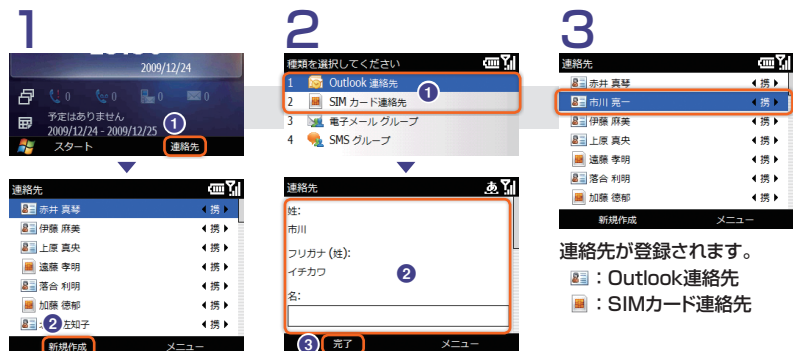 1
2009/12/24
0 0 0 0
予定はありません
2009/12/24 - 2009/12/25
①
スタート 連絡先
連絡先
赤井 真琴 携
伊藤 麻美 携
上原 真央 携
遠藤 孝明 携
落合 利明 携
加藤 徳郁 携
② 左知子 携
新規作成 メニュー
2
種類を選択してください
1 Outlook 連絡先
①
2 SIM カード連絡先
3 電子メール グループ
4 SMS グループ
連絡先 あ
姓:
市川
フリガナ (姓):
イチカワ
②
名:
③ 完了 メニュー
3
連絡先
赤井 真琴 携
市川 亮一 携
伊藤 麻美 携
上原 真央 携
遠藤 孝明 携
落合 利明 携
加藤 徳郁 携
新規作成 メニュー
連絡先が登録されます。
：Outlook連絡先
：SIMカード連絡先